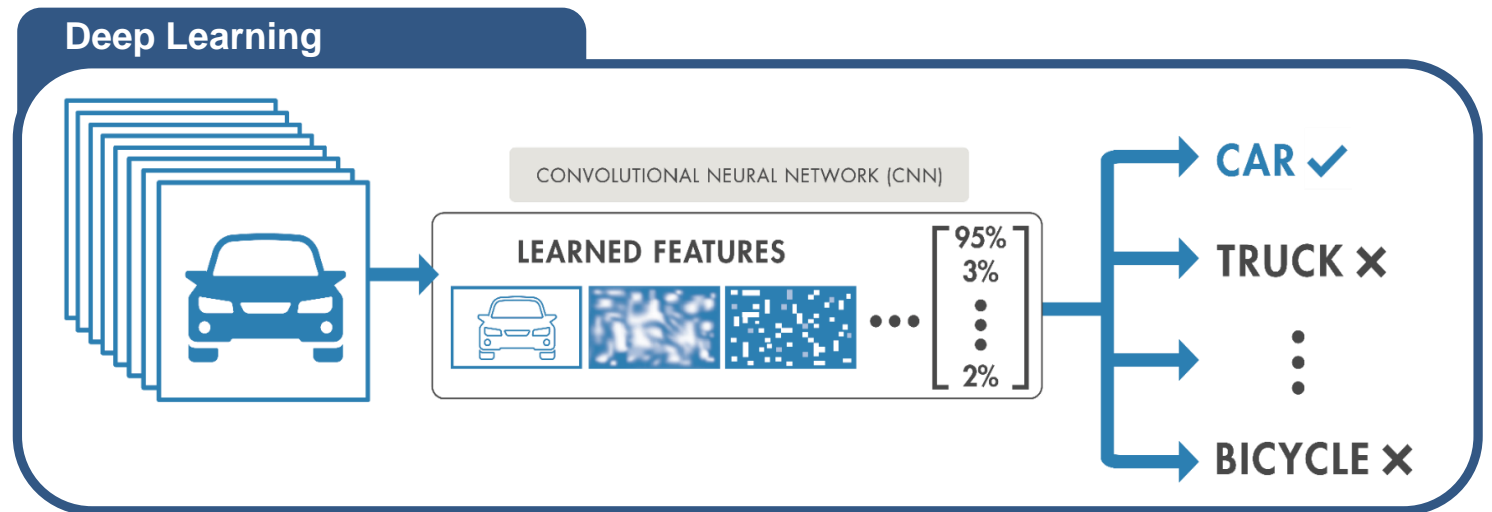 Deep Learning
CONVOLUTIONAL NEURAL NETWORK (CNN)
LEARNED FEATURES
95%
3%
2%
CAR ✓
TRUCK ✕
BICYCLE ✕